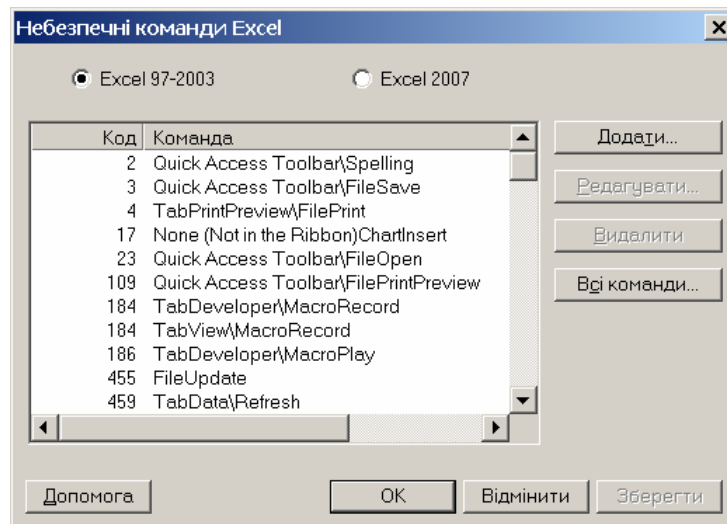 Небезпечні команди Excel
Excel 97-2003 Excel 2007
Код Команда
2 Quick Access Toolbar\Spelling
3 Quick Access Toolbar\FileSave
4 TabPrintPreview\FilePrint
17 None (Not in the Ribbon)ChartInsert
23 Quick Access Toolbar\FileOpen
109 Quick Access Toolbar\FilePrintPreview
184 TabDeveloper\MacroRecord
184 TabView\MacroRecord
186 TabDeveloper\MacroPlay
455 FileUpdate
459 TabData\Refresh
Додати...
Редагувати...
Видалити
Всі команди...
Допомога OK Відмінити Зберегти